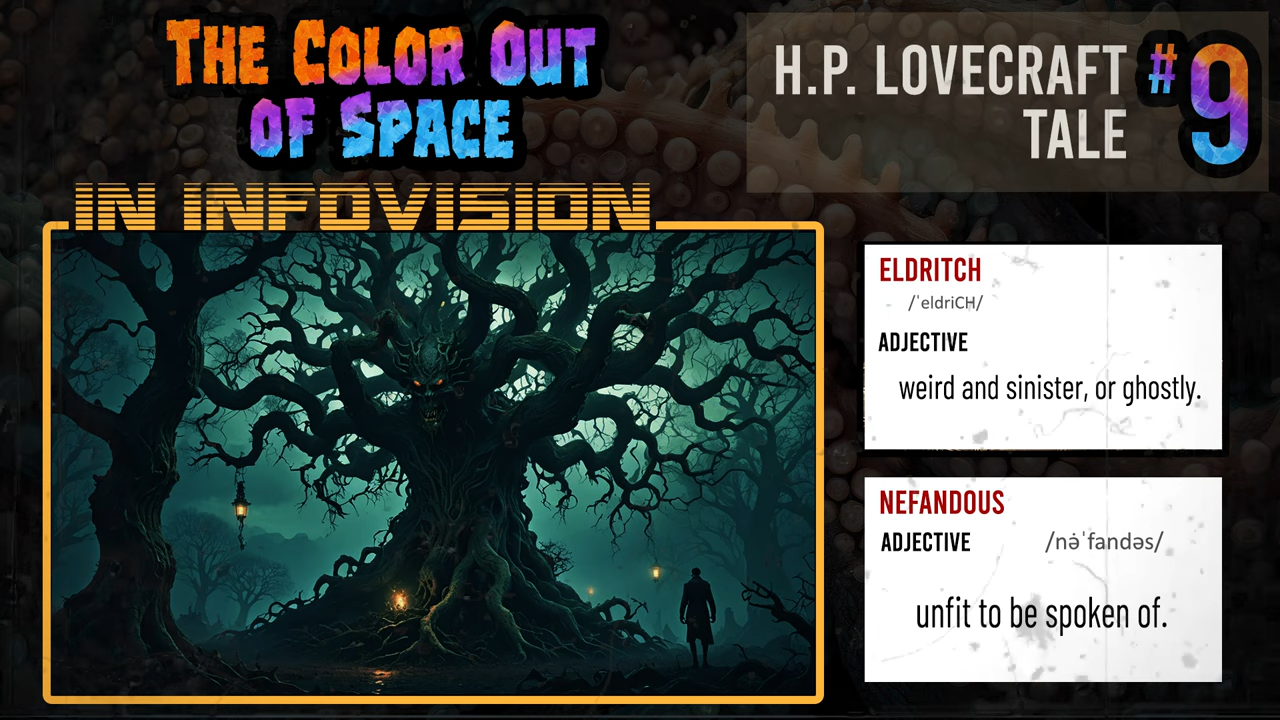 The Color Out
of Space
H.P. LOVECRAFT
TALE
#9
IN INFOVISION
ELDRITCH
/ˈeldriCH/
ADJECTIVE
weird and sinister, or ghostly.
NEFANDOUS
ADJECTIVE /nəˈfandəs/
unfit to be spoken of.